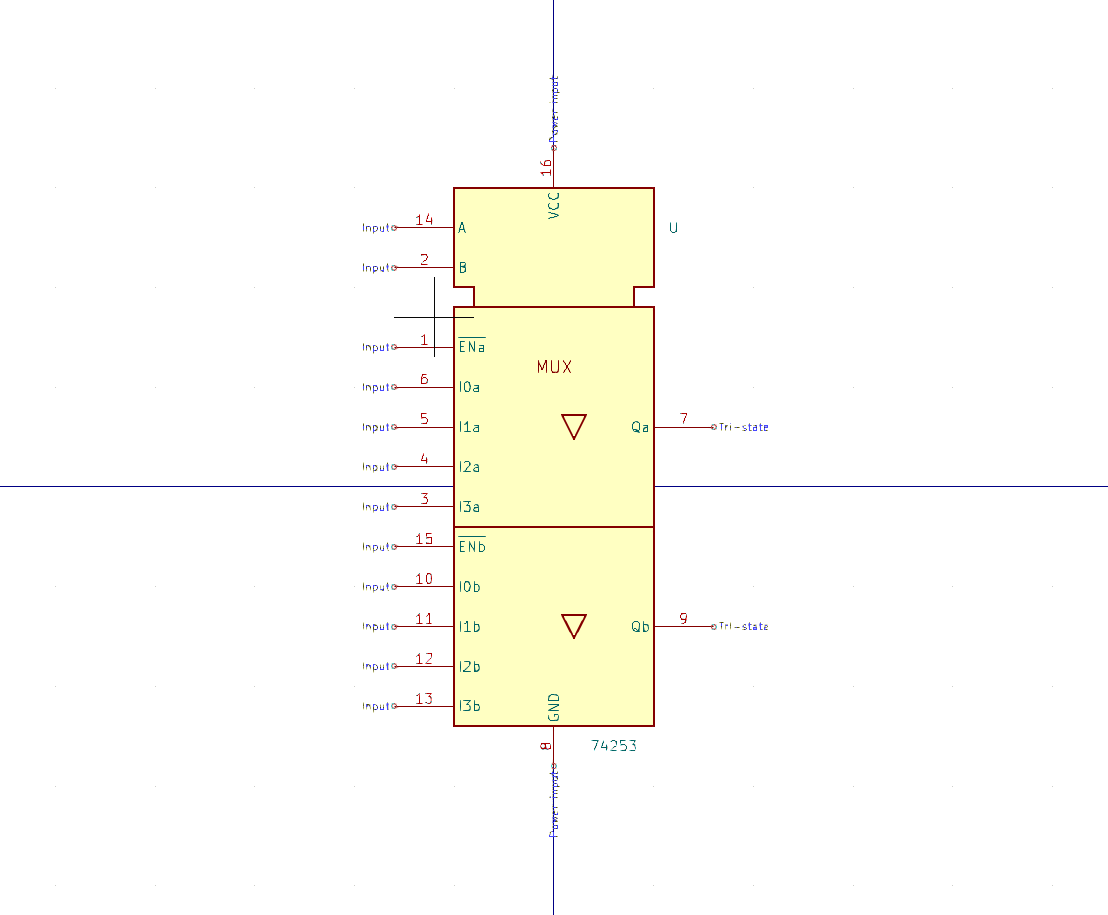 Power input
16
VCC
Input 14 A
U
Input 2 B
Input 1 ENa
MUX
Input 6 I0a
Input 5 I1a
Qa 7 Tri-state
Input 4 I2a
Input 3 I3a
Input 15 ENb
Input 10 I0b
Input 11 I1b
Qb 9 Tri-state
Input 12 I2b
Input 13 I3b
GND
8
74253
Power input